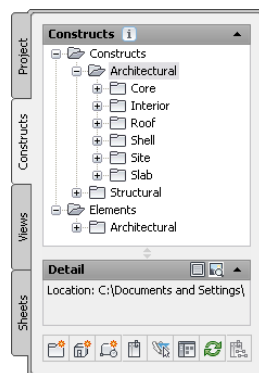 Project
Constructs
Views
Sheets
Constructs i
Constructs
Architectural
Core
Interior
Roof
Shell
Site
Slab
Structural
Elements
Architectural
Detail
Location: C:\Documents and Settings\